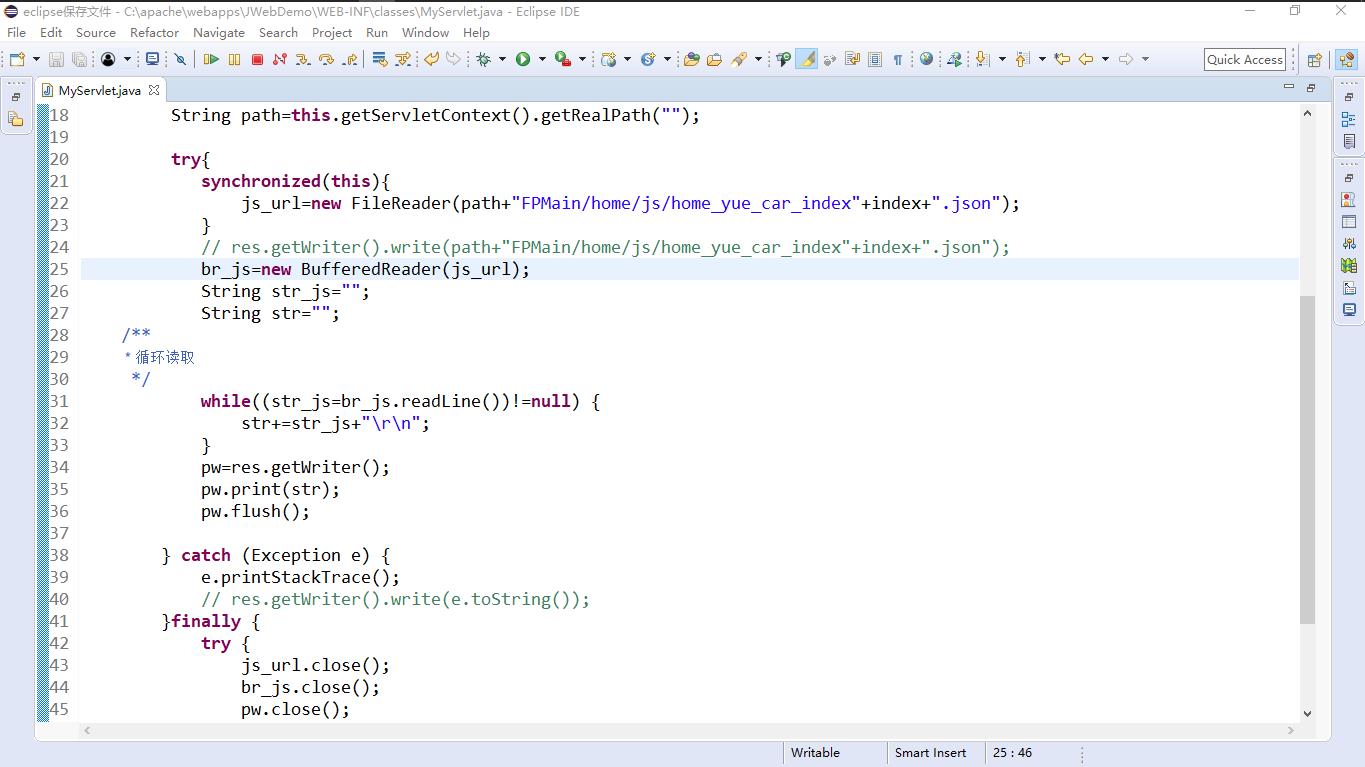 eclipse保存文件 - C:\apache\webapps\JWebDemo\WEB-INF\classes\MyServlet.java - Eclipse IDE
File Edit Source Refactor Navigate Search Project Run Window Help
Quick Access
MyServlet.java
18 String path=this.getServletContext().getRealPath("");
19
20 try{
21 synchronized(this){
22 js_url=new FileReader(path+"FPMain/home/js/home_yue_car_index"+index+".json");
23 }
24 // res.getWriter().write(path+"FPMain/home/js/home_yue_car_index"+index+".json");
25 br_js=new BufferedReader(js_url);
26 String str_js="";
27 String str="";
28 /**
29 * 循环读取
30 */
31 while((str_js=br_js.readLine())!=null) {
32 str+=str_js+"\r\n";
33 }
34 pw=res.getWriter();
35 pw.print(str);
36 pw.flush();
37
38 } catch (Exception e) {
39 e.printStackTrace();
40 // res.getWriter().write(e.toString());
41 }finally {
42 try {
43 js_url.close();
44 br_js.close();
45 pw.close();
Writable Smart Insert 25 : 46